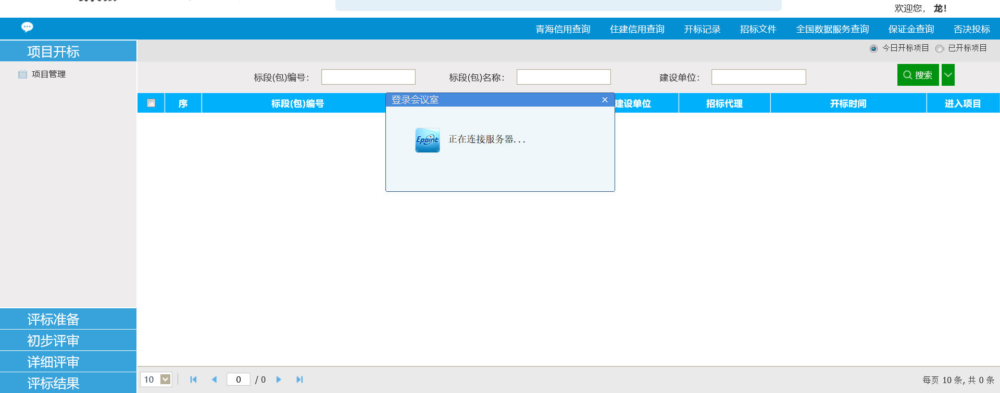 欢迎您， 龙！
青海信用查询 住建信用查询 开标记录 招标文件 全国数据服务查询 保证金查询 否决投标
项目开标
今日开标项目 已开标项目
项目管理
标段(包)编号： 标段(包)名称： 建设单位： 搜索
序 标段(包)编号 建设单位 招标代理 开标时间 进入项目
登录会议室
Epoint 正在连接服务器...
评标准备
初步评审
详细评审
评标结果
10 0 / 0 每页 10 条, 共 0 条